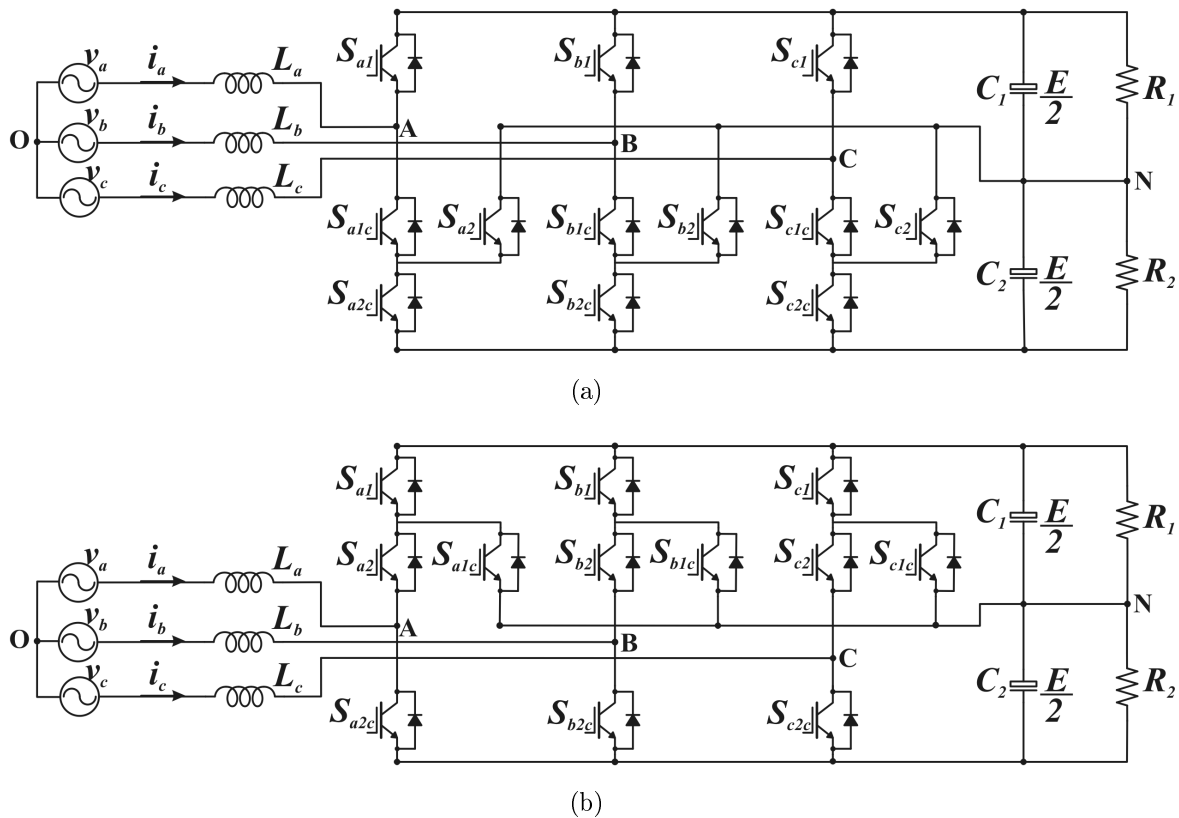 S_a1 S_b1 S_c1
v_a i_a L_a
C_1 E/2 R_1
A
O v_b i_b L_b B
v_c i_c L_c C
N
S_a1c S_a2 S_b1c S_b2 S_c1c S_c2
C_2 E/2 R_2
S_a2c S_b2c S_c2c
(a)
S_a1 S_b1 S_c1
C_1 E/2 R_1
v_a i_a L_a
S_a2 S_a1c S_b2 S_b1c S_c2 S_c1c
N
A
O v_b i_b L_b B
v_c i_c L_c C
C_2 E/2 R_2
S_a2c S_b2c S_c2c
(b)